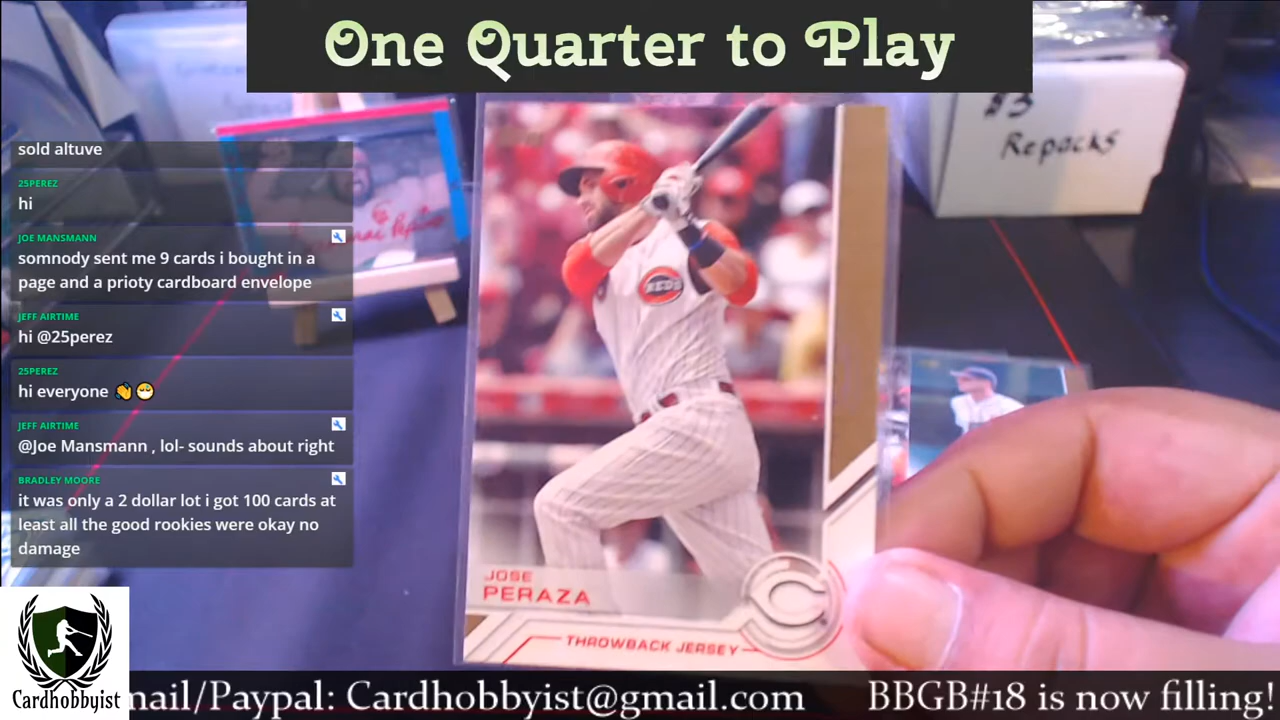 One Quarter to Play
#3
Repacks
sold altuve
25PEREZ
hi
JOE MANSMANN
somnody sent me 9 cards i bought in a
page and a prioty cardboard envelope
JEFF AIRTIME
hi @25perez
25PEREZ
hi everyone 👋😷
JEFF AIRTIME
@Joe Mansmann , lol- sounds about right
BRADLEY MOORE
it was only a 2 dollar lot i got 100 cards at
least all the good rookies were okay no
damage
REDS
JOSE
PERAZA
THROWBACK JERSEY
Cardhobbyist
mail/Paypal: Cardhobbyist@gmail.com BBGB#18 is now filling!